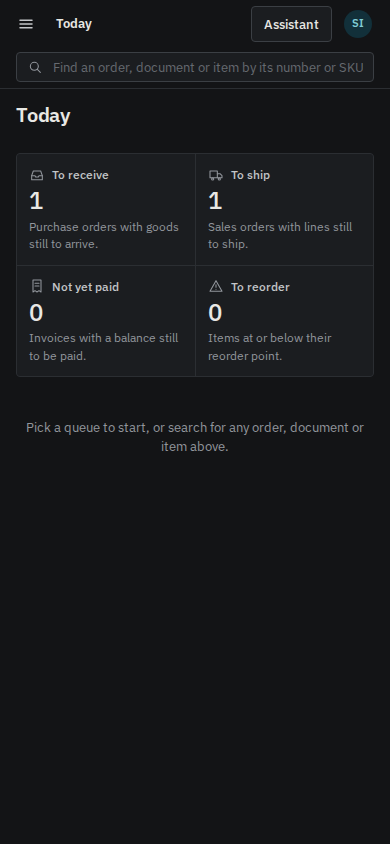 Today
Assistant
SI
Find an order, document or item by its number or SKU
Today
To receive
1
Purchase orders with goods
still to arrive.
To ship
1
Sales orders with lines still
to ship.
Not yet paid
0
Invoices with a balance still
to be paid.
To reorder
0
Items at or below their
reorder point.
Pick a queue to start, or search for any order, document or
item above.